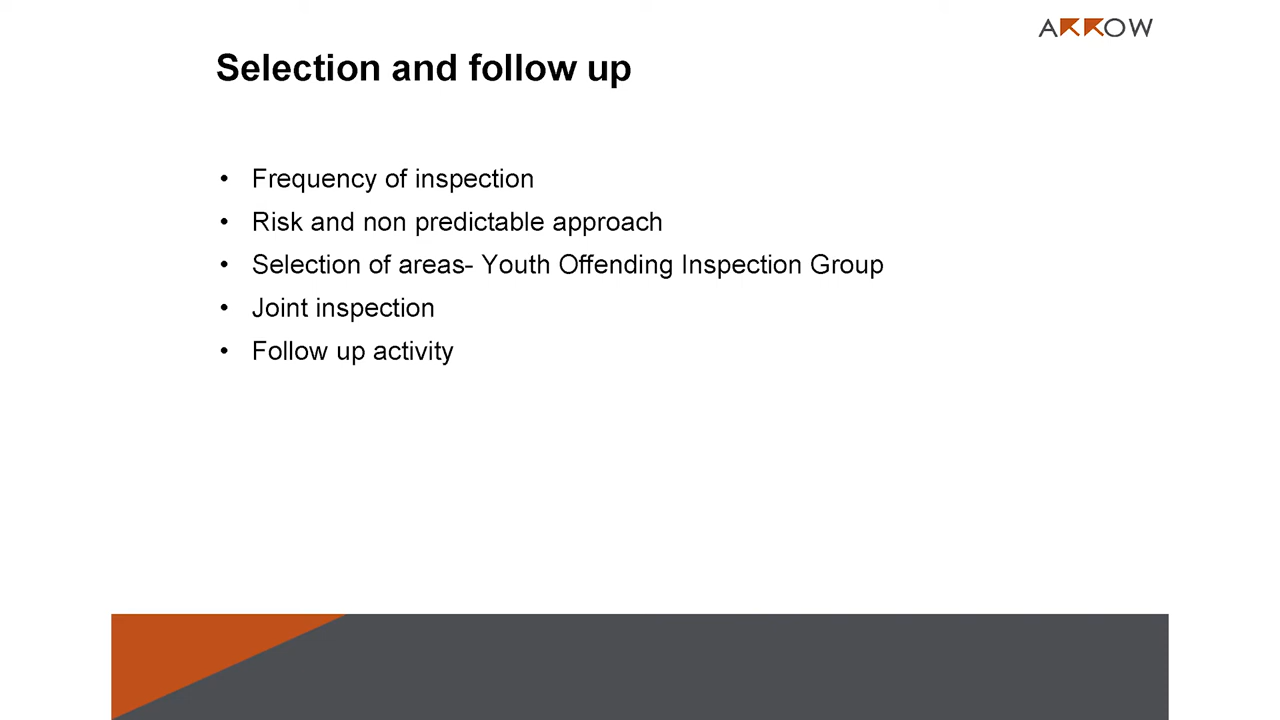 ARROW
Selection and follow up
• Frequency of inspection
• Risk and non predictable approach
• Selection of areas- Youth Offending Inspection Group
• Joint inspection
• Follow up activity